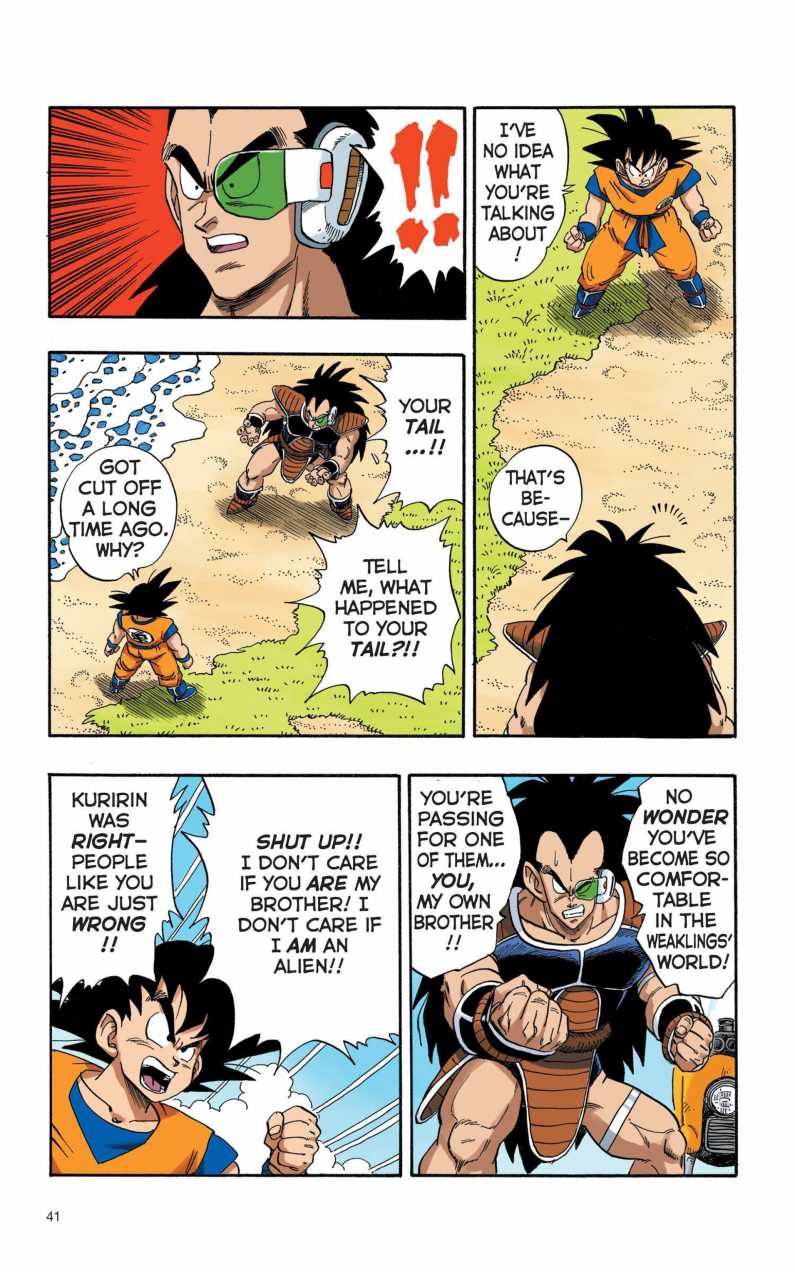 I'VE
NO IDEA
WHAT
YOU'RE
TALKING
ABOUT
!
THAT'S
BE-
CAUSE–
!!
YOUR
TAIL
...!!
TELL
ME, WHAT
HAPPENED
TO YOUR
TAIL?!!
GOT
CUT OFF
A LONG
TIME AGO.
WHY?
NO
WONDER
YOU'VE
BECOME SO
COMFOR-
TABLE
IN THE
WEAKLINGS'
WORLD!
YOU'RE
PASSING
FOR ONE
OF THEM...
YOU,
MY OWN
BROTHER
!!
SHUT UP!!
I DON'T CARE
IF YOU ARE MY
BROTHER! I
DON'T CARE IF
I AM AN
ALIEN!!
KURIRIN
WAS
RIGHT–
PEOPLE
LIKE YOU
ARE JUST
WRONG
!!
41